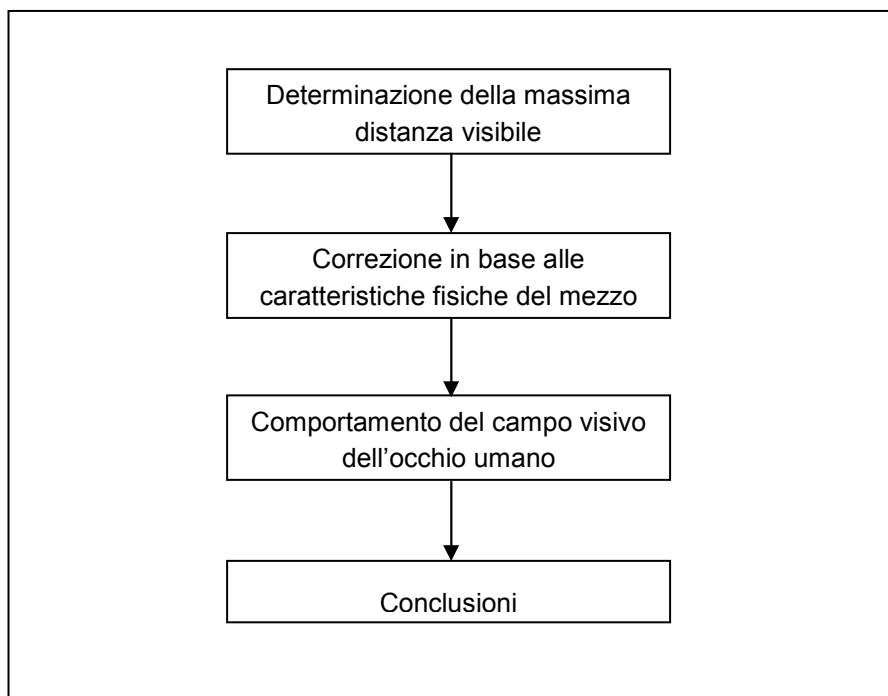 Determinazione della massima
distanza visibile
Correzione in base alle
caratteristiche fisiche del mezzo
Comportamento del campo visivo
dell’occhio umano
Conclusioni